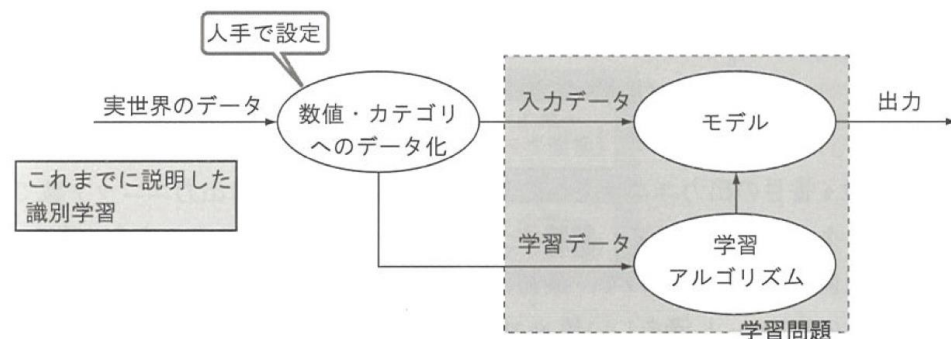 人手で設定
実世界のデータ
数値・カテゴリ
へのデータ化
入力データ
モデル
出力
これまでに説明した
識別学習
学習データ
学習
アルゴリズム
学習問題